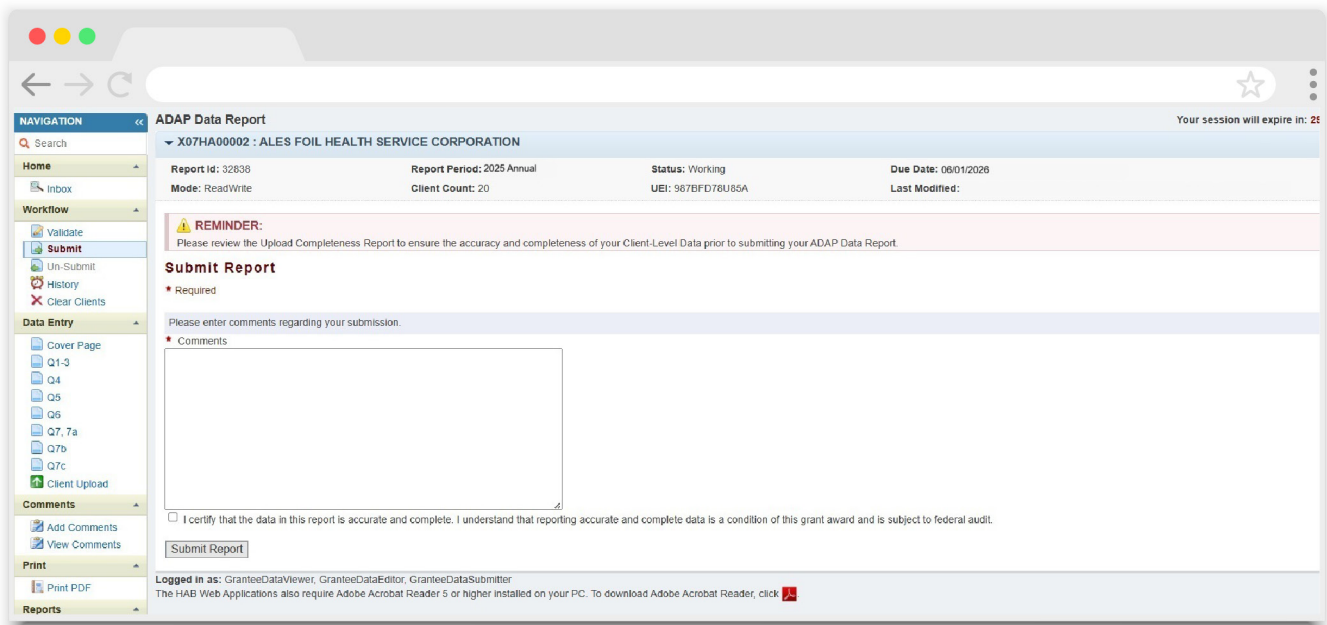 NAVIGATION «
Search
Home
Inbox
Workflow
Validate
Submit
Un-Submit
History
Clear Clients
Data Entry
Cover Page
Q1-3
Q4
Q5
Q6
Q7, 7a
Q7b
Q7c
Client Upload
Comments
Add Comments
View Comments
Print
Print PDF
Reports
ADAP Data Report
Your session will expire in: 29
X07HA00002 : ALES FOIL HEALTH SERVICE CORPORATION
Report Id: 32838 Report Period: 2025 Annual Status: Working Due Date: 06/01/2026
Mode: ReadWrite Client Count: 20 UEI: 987BFD78U85A Last Modified:
REMINDER:
Please review the Upload Completeness Report to ensure the accuracy and completeness of your Client-Level Data prior to submitting your ADAP Data Report.
Submit Report
* Required
Please enter comments regarding your submission.
* Comments
I certify that the data in this report is accurate and complete. I understand that reporting accurate and complete data is a condition of this grant award and is subject to federal audit.
Submit Report
Logged in as: GranteeDataViewer, GranteeDataEditor, GranteeDataSubmitter
The HAB Web Applications also require Adobe Acrobat Reader 5 or higher installed on your PC. To download Adobe Acrobat Reader, click .